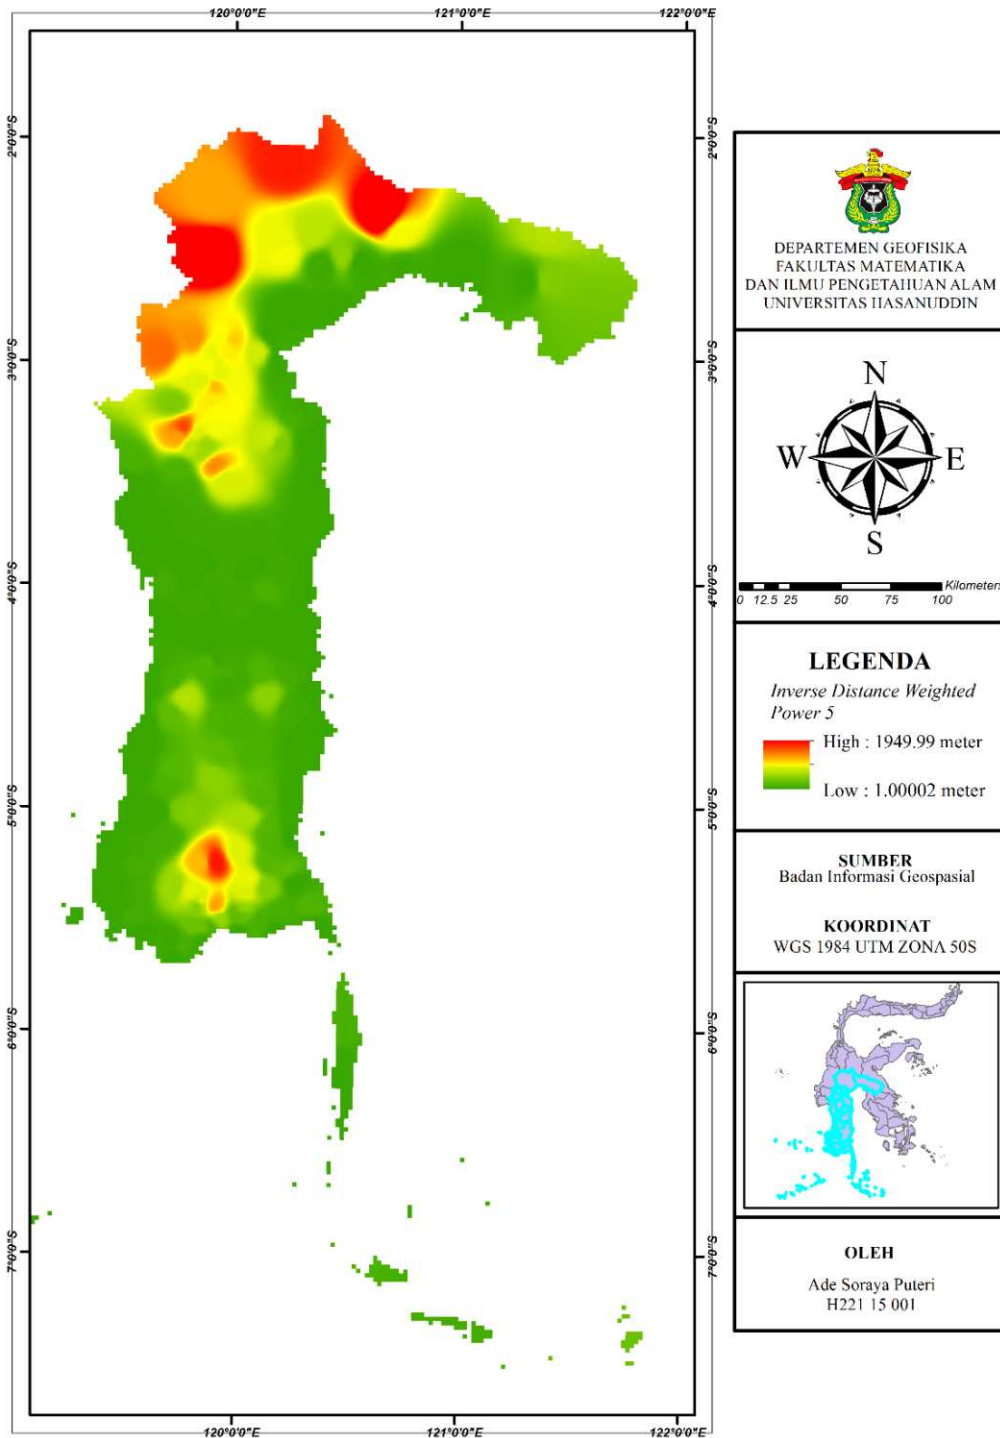 120°0'0"E
121°0'0"E
122°0'0"E
2°0'0"S
2°0'0"S
3°0'0"S
3°0'0"S
4°0'0"S
4°0'0"S
5°0'0"S
5°0'0"S
6°0'0"S
6°0'0"S
7°0'0"S
7°0'0"S
120°0'0"E
121°0'0"E
122°0'0"E
DEPARTEMEN GEOFISIKA
FAKULTAS MATEMATIKA
DAN ILMU PENGETAHUAN ALAM
UNIVERSITAS HASANUDDIN
N
W
E
S
Kilometers
0 12.5 25 50 75 100
LEGENDA
Inverse Distance Weighted
Power 5
High : 1949.99 meter
Low : 1.00002 meter
SUMBER
Badan Informasi Geospasial
KOORDINAT
WGS 1984 UTM ZONA 50S
OLEH
Ade Soraya Puteri
H221 15 001